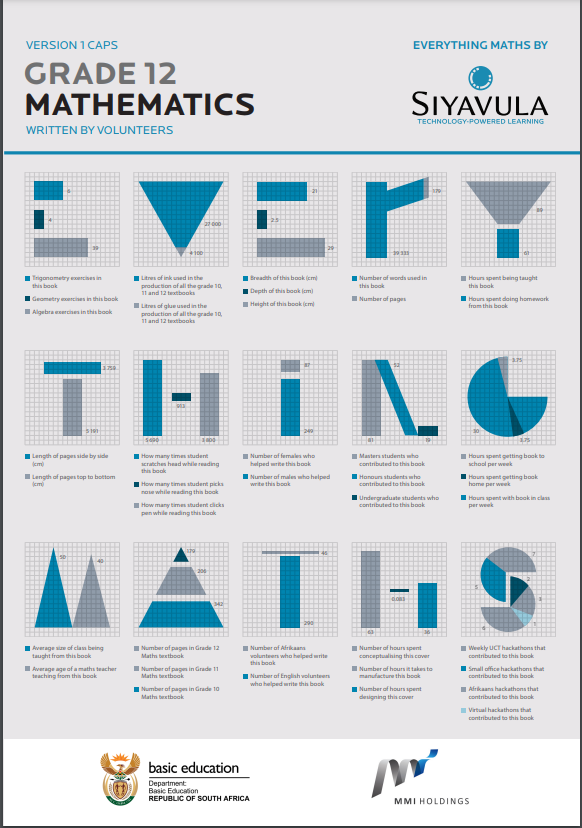 VERSION 1 CAPS
GRADE 12
MATHEMATICS
WRITTEN BY VOLUNTEERS
EVERYTHING MATHS BY
SIYAVULA
TECHNOLOGY-POWERED LEARNING
4
Trigonometry exercises in
this book
Geometry exercises in this book
Algebra exercises in this book
27 000
4 100
Litres of ink used in the
production of all the grade 10,
11 and 12 textbooks
Litres of glue used in the
production of all the grade 10,
11 and 12 textbooks
21
2.5
29
Breadth of this book (cm)
Depth of this book (cm)
Height of this book (cm)
179
Number of words used in
this book
Number of pages
89
61
Hours spent being taught
this book
Hours spent doing homework
from this book
3 759
5 191
Length of pages side by side
(cm)
Length of pages top to bottom
(cm)
913
3 800
How many times student
scratches head while reading
this book
How many times student picks
nose while reading this book
How many times student clicks
pen while reading this book
87
249
Number of females who
helped write this book
Number of males who helped
write this book
52
81
19
Masters students who
contributed to this book
Honours students who
contributed to this book
Undergraduate students who
contributed to this book
3.75
30
3.75
Hours spent getting book to
school per week
Hours spent getting book
home per week
Hours spent with book in class
per week
50
40
Average size of class being
taught from this book
Average age of a maths teacher
teaching from this book
179
206
342
Number of pages in Grade 12
Maths textbook
Number of pages in Grade 11
Maths textbook
Number of pages in Grade 10
Maths textbook
46
290
Number of Afrikaans
volunteers who helped write
this book
Number of English volunteers
who helped write this book
63
0.083
36
Number of hours spent
conceptualising this cover
Number of hours it takes to
manufacture this book
Number of hours spent
designing this cover
7
2
3
1
6
Weekly UCT hackathons that
contributed to this book
Small office hackathons that
contributed to this book
Afrikaans hackathons that
contributed to this book
Virtual hackathons that
contributed to this book
basic education
Department:
Basic Education
REPUBLIC OF SOUTH AFRICA
MMI HOLDINGS